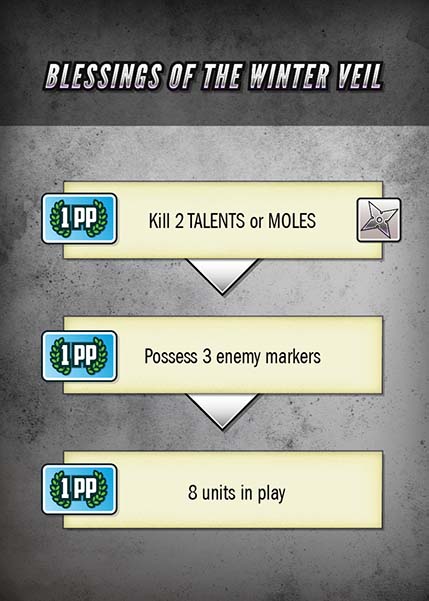 BLESSINGS OF THE WINTER VEIL
1 PP
Kill 2 TALENTS or MOLES
1 PP
Possess 3 enemy markers
1 PP
8 units in play